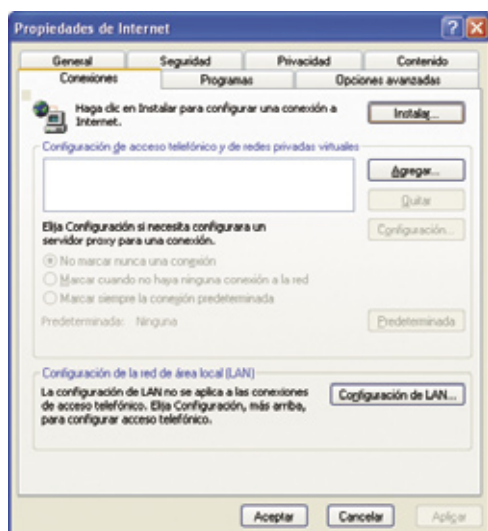 Propiedades de Internet
General Seguridad Privacidad Contenido
Conexiones Programas Opciones avanzadas
Haga clic en Instalar para configurar una conexión a
Internet.
Instalar...
Configuración de acceso telefónico y de redes privadas virtuales
Agregar...
Quitar
Configuración...
Elija Configuración si necesita configurara un
servidor proxy para una conexión.
No marcar nunca una conexión
Marcar cuando no haya ninguna conexión a la red
Marcar siempre la conexión predeterminada
Predeterminada: Ninguna
Predeterminada
Configuración de la red de área local (LAN)
La configuración de LAN no se aplica a las conexiones
de acceso telefónico. Elija Configuración, más arriba,
para configurar acceso telefónico.
Configuración de LAN...
Aceptar Cancelar Aplicar